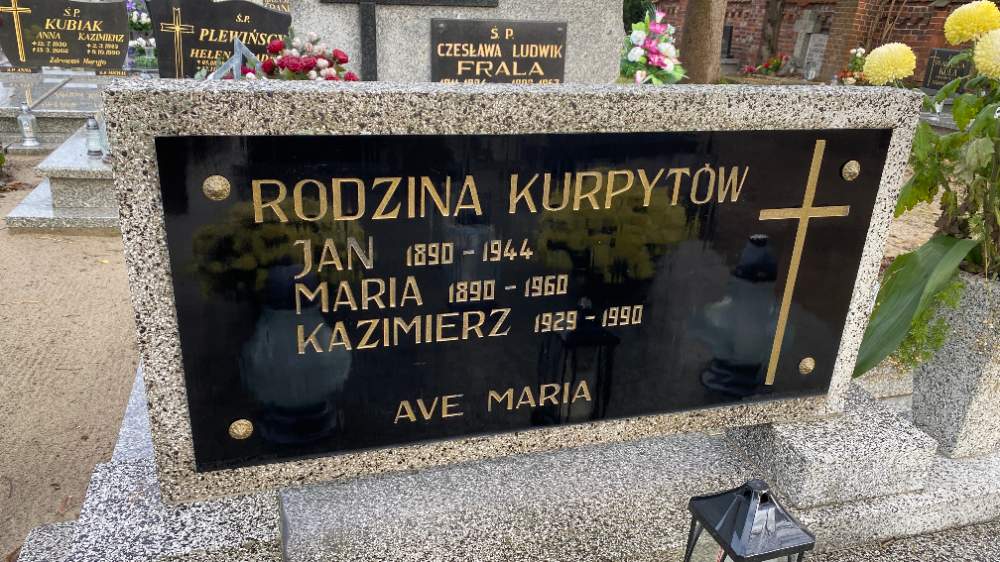 Ś.P.
KUBIAK
ANNA KAZIMIERZ
Ś.P.
PLEWIŃSC
HELEN
Ś P
CZESŁAWA LUDWIK
FRALA
RODZINA KURPYTÓW
JAN 1890 - 1944
MARIA 1890 - 1960
KAZIMIERZ 1929 - 1990
AVE MARIA